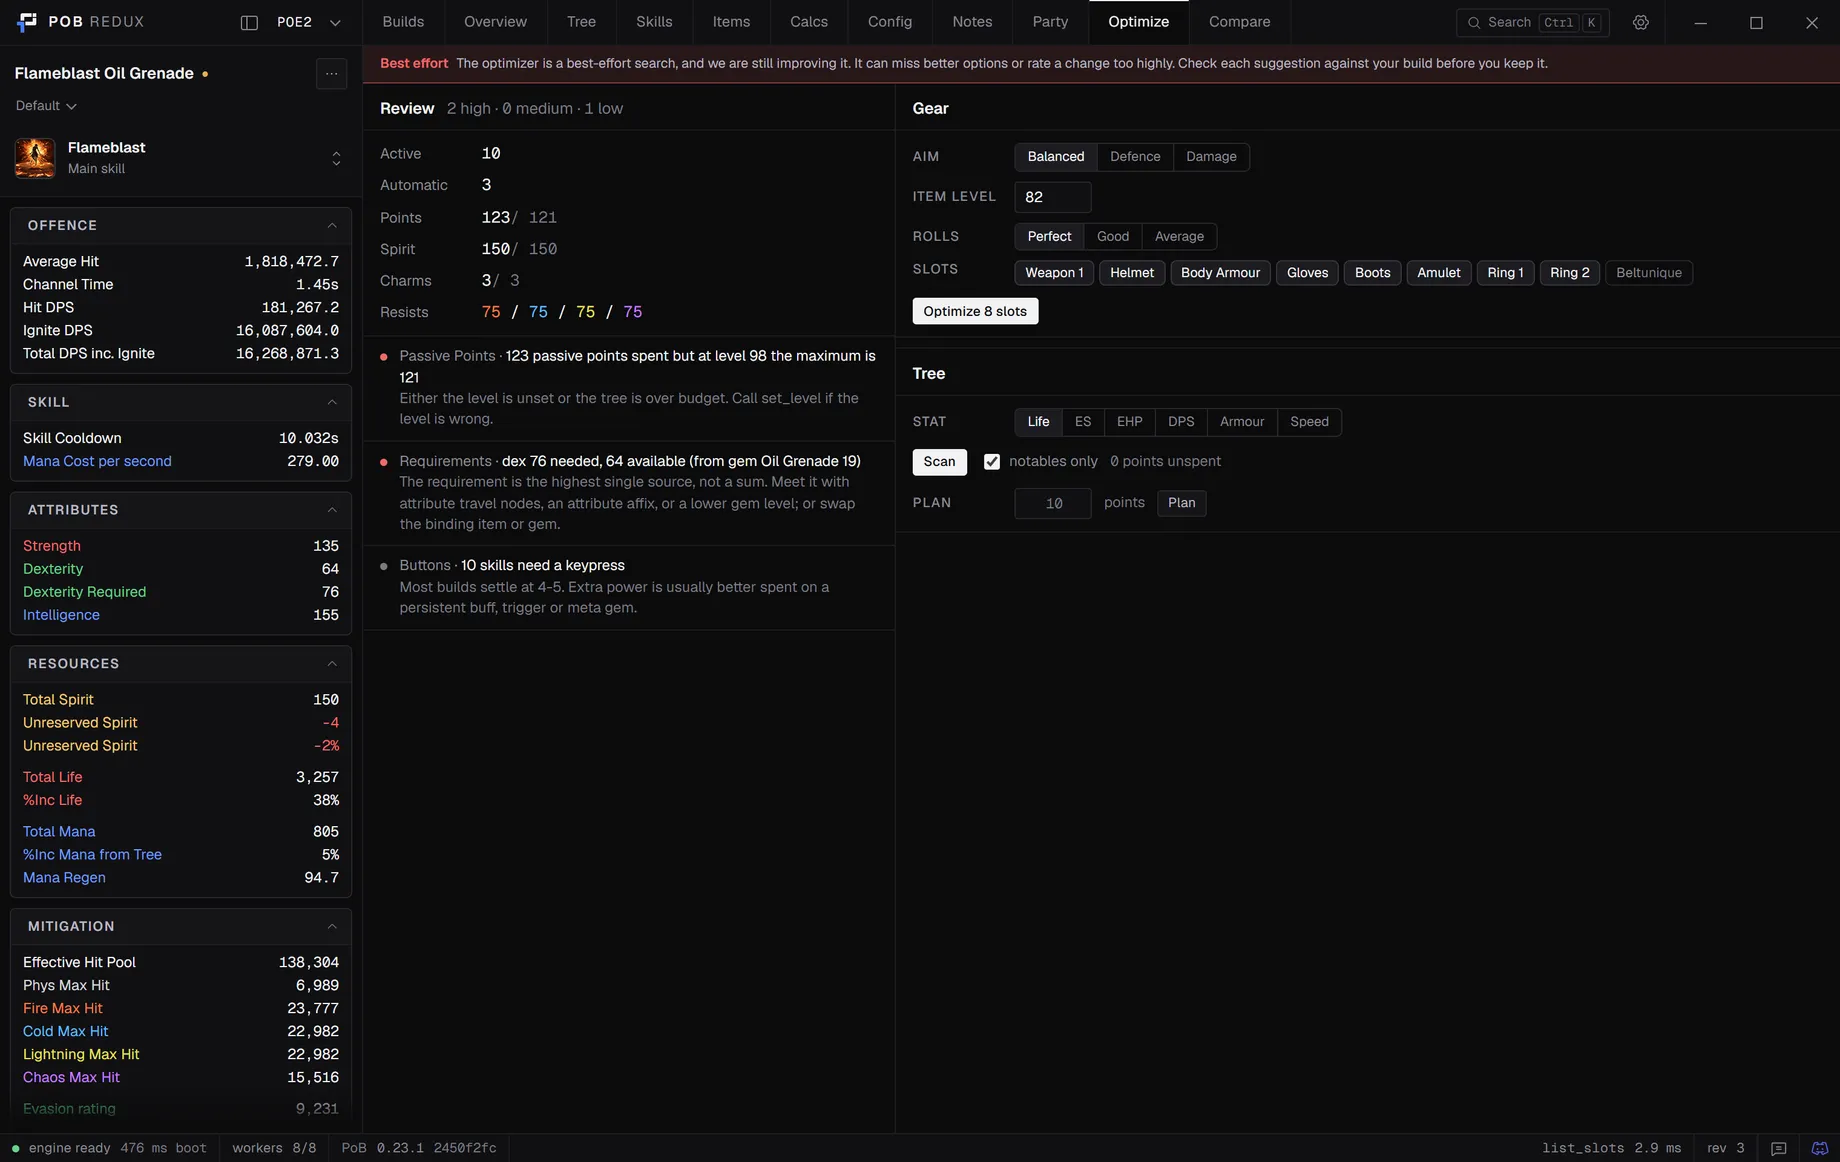 POB REDUX
POE2
Builds
Overview
Tree
Skills
Items
Calcs
Config
Notes
Party
Optimize
Compare
Search Ctrl K
Best effort The optimizer is a best-effort search, and we are still improving it. It can miss better options or rate a change too highly. Check each suggestion against your build before you keep it.
Flameblast Oil Grenade
Default
Flameblast
Main skill
OFFENCE
Average Hit 1,818,472.7
Channel Time 1.45s
Hit DPS 181,267.2
Ignite DPS 16,087,604.0
Total DPS inc. Ignite 16,268,871.3
SKILL
Skill Cooldown 10.032s
Mana Cost per second 279.00
ATTRIBUTES
Strength 135
Dexterity 64
Dexterity Required 76
Intelligence 155
RESOURCES
Total Spirit 150
Unreserved Spirit -4
Unreserved Spirit -2%
Total Life 3,257
%Inc Life 38%
Total Mana 805
%Inc Mana from Tree 5%
Mana Regen 94.7
MITIGATION
Effective Hit Pool 138,304
Phys Max Hit 6,989
Fire Max Hit 23,777
Cold Max Hit 22,982
Lightning Max Hit 22,982
Chaos Max Hit 15,516
Evasion rating 9,231
Review 2 high · 0 medium · 1 low
Active 10
Automatic 3
Points 123/ 121
Spirit 150/ 150
Charms 3/ 3
Resists 75 / 75 / 75 / 75
Passive Points · 123 passive points spent but at level 98 the maximum is
121
Either the level is unset or the tree is over budget. Call set_level if the
level is wrong.
Requirements · dex 76 needed, 64 available (from gem Oil Grenade 19)
The requirement is the highest single source, not a sum. Meet it with
attribute travel nodes, an attribute affix, or a lower gem level; or swap
the binding item or gem.
Buttons · 10 skills need a keypress
Most builds settle at 4-5. Extra power is usually better spent on a
persistent buff, trigger or meta gem.
Gear
AIM Balanced Defence Damage
ITEM LEVEL 82
ROLLS Perfect Good Average
SLOTS Weapon 1 Helmet Body Armour Gloves Boots Amulet Ring 1 Ring 2 Beltunique
Optimize 8 slots
Tree
STAT Life ES EHP DPS Armour Speed
Scan notables only 0 points unspent
PLAN 10 points Plan
engine ready 476 ms boot
workers 8/8
PoB 0.23.1 2450f2fc
list_slots 2.9 ms
rev 3